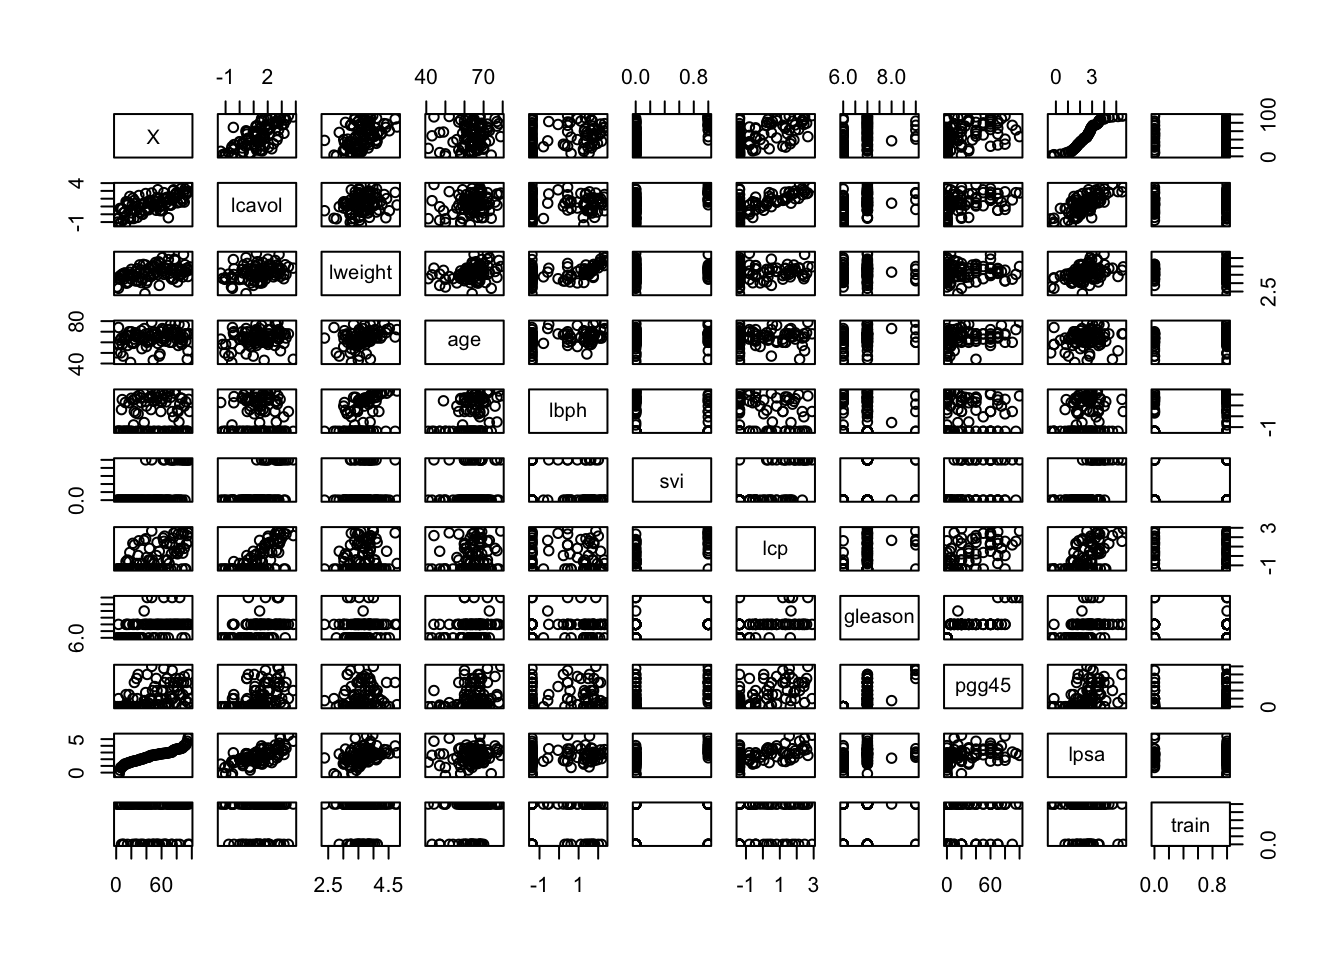 -1 2 40 70 0.0 0.8 6.0 8.0 0 3
X 0 100
-1 4 lcavol
lweight 2.5
40 80 age
lbph -1
0.0 svi
lcp -1 3
6.0 gleason
pgg45 0
0 5 lpsa
train 0.0
0 60 2.5 4.5 -1 1 -1 1 3 0 60 0.0 0.8